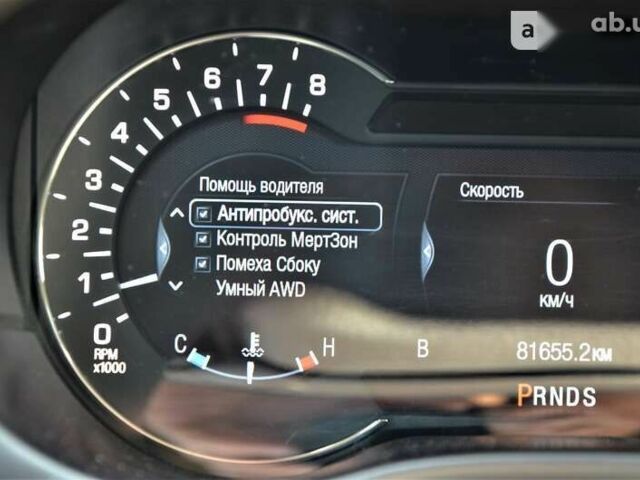 a ab.u
8
7
6
5
4
3
2
1
0
RPM
x1000
Помощь водителя
Антипробукс. сист.
Контроль МертЗон
Помеха Сбоку
Умный AWD
C H B
Скорость
0
км/ч
81655.2км
PRNDS